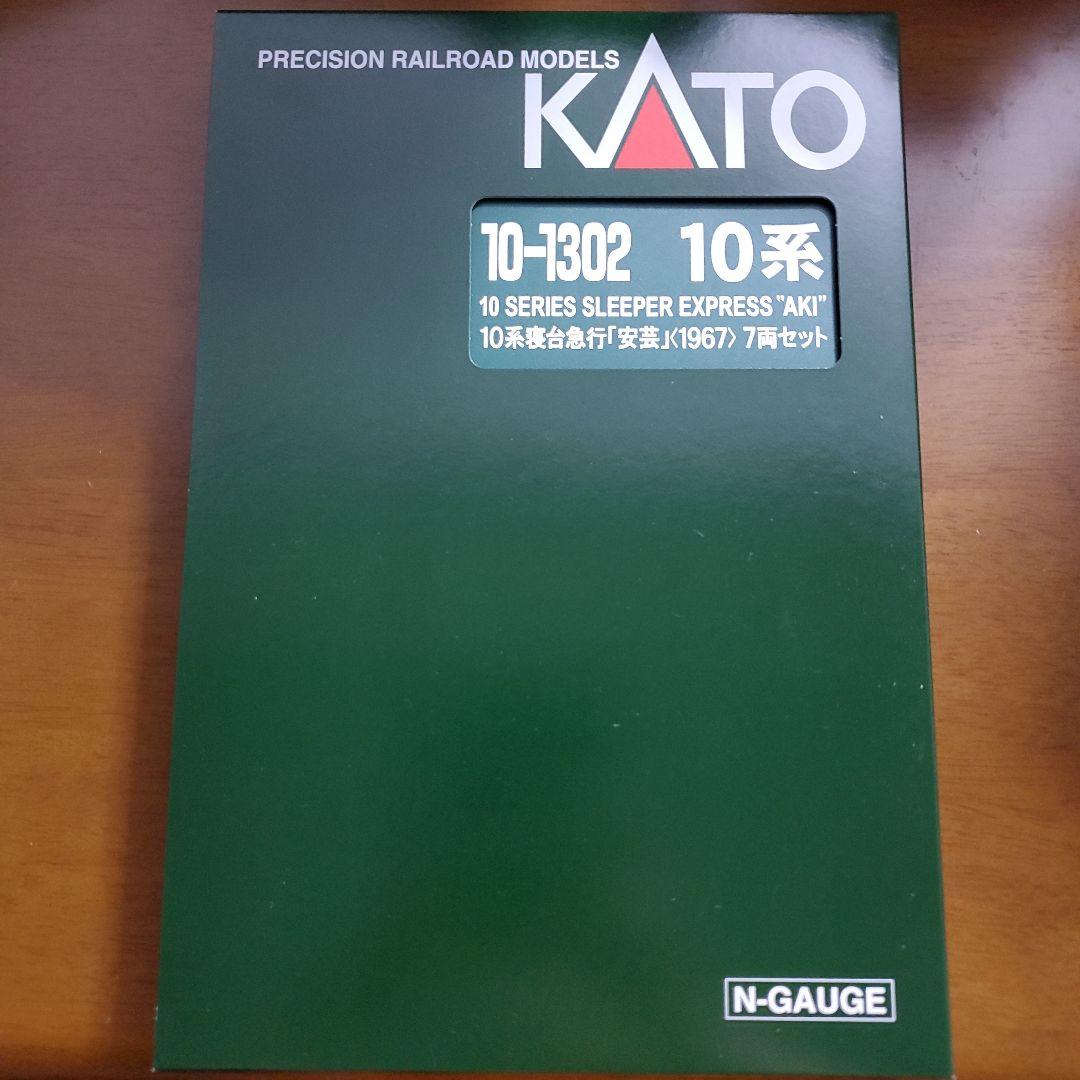 PRECISION RAILROAD MODELS
KATO
10-1302 10系
10 SERIES SLEEPER EXPRESS "AKI"
10系寝台急行「安芸」〈1967〉 7両セット
N-GAUGE